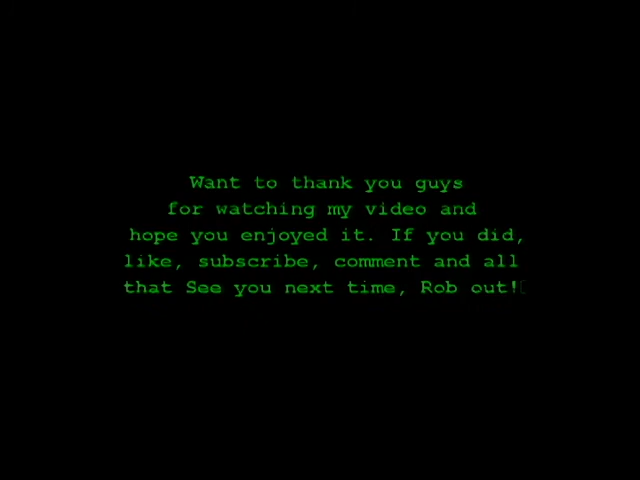 Want to thank you guys
for watching my video and
hope you enjoyed it. If you did,
like, subscribe, comment and all
that See you next time, Rob out!